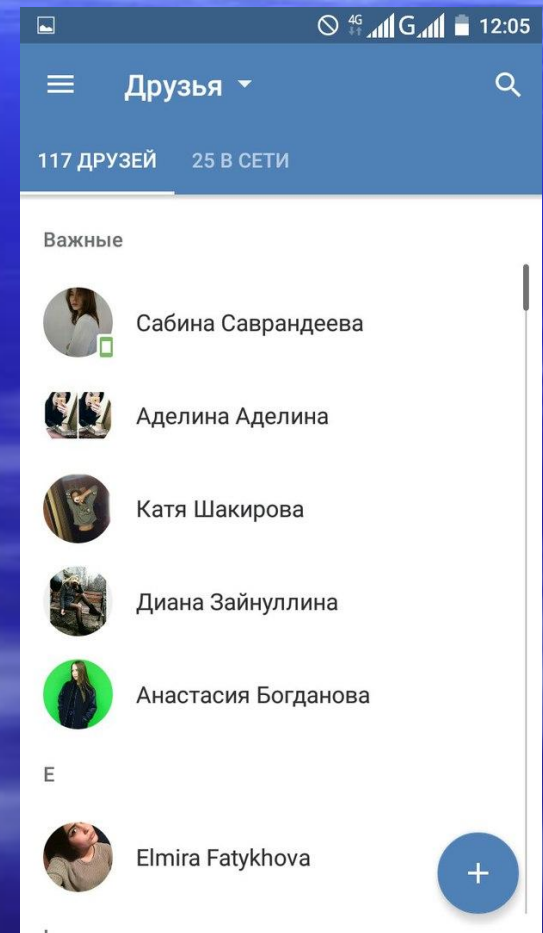 4G G 12:05
Друзья
117 ДРУЗЕЙ 25 В СЕТИ
Важные
Сабина Саврандеева
Аделина Аделина
Катя Шакирова
Диана Зайнуллина
Анастасия Богданова
E
Elmira Fatykhova
+